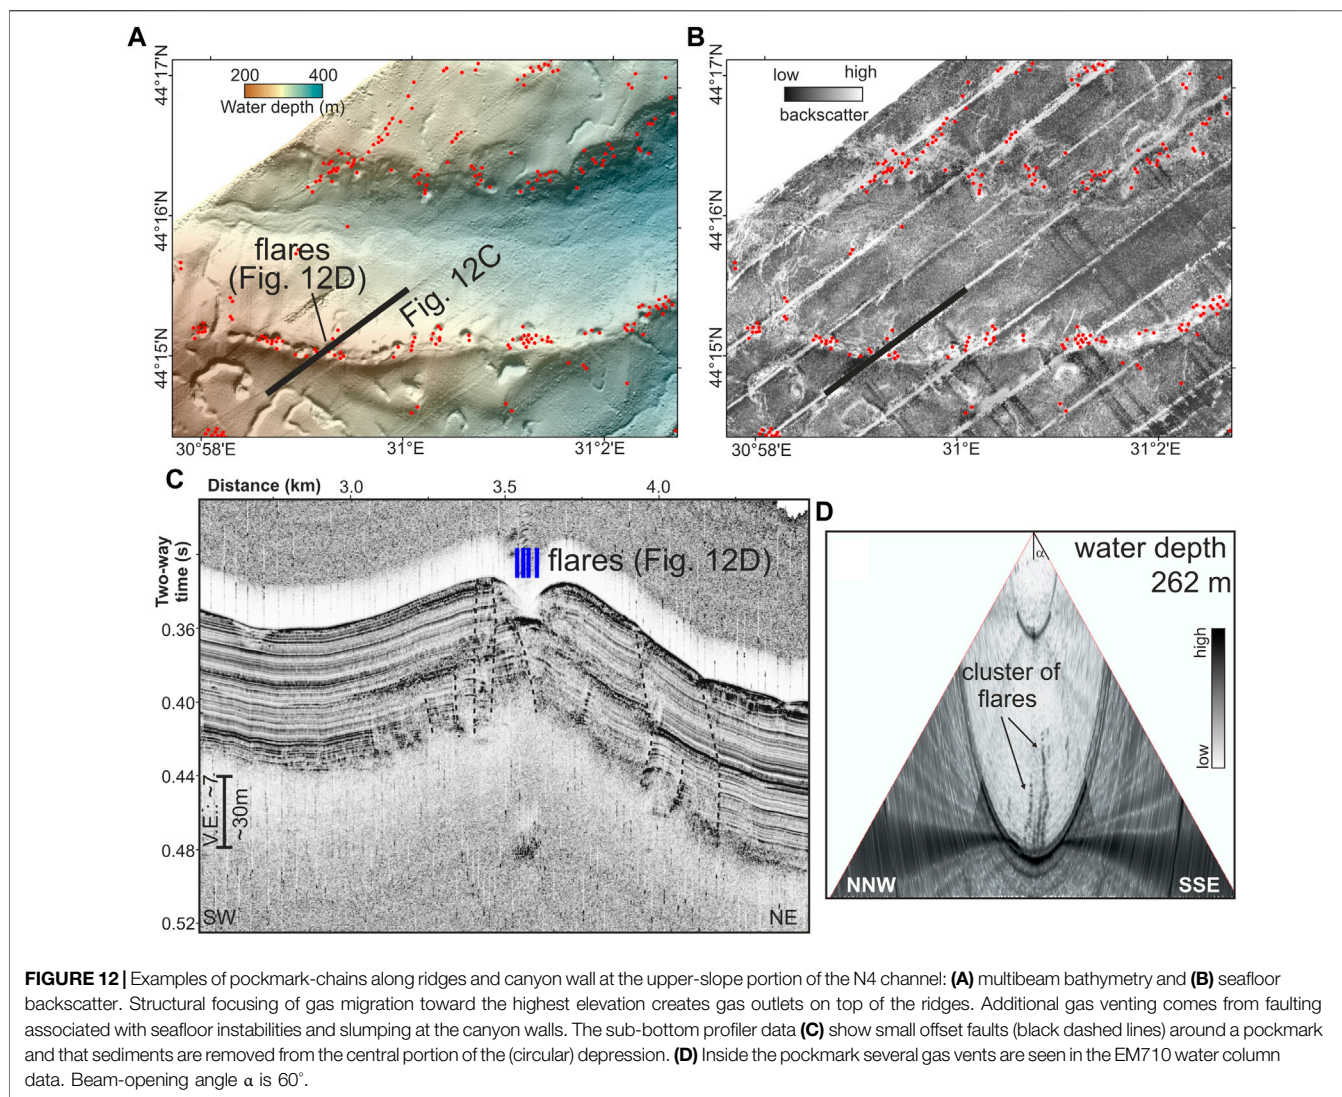 A
200 400
Water depth (m)
44°17'N
44°16'N
44°15'N
flares
(Fig. 12D)
Fig. 12C
30°58'E 31°E 31°2'E
B
low high
backscatter
44°17'N
44°16'N
44°15'N
30°58'E 31°E 31°2'E
C
Distance (km) 3.0 3.5 4.0
Two-way
time (s)
flares (Fig. 12D)
0.36
0.40
0.44
0.48
0.52
V.E.: ~7
~30m
SW NE
D
α
water depth
262 m
high
low
cluster of
flares
NNW SSE
FIGURE 12 | Examples of pockmark-chains along ridges and canyon wall at the upper-slope portion of the N4 channel: (A) multibeam bathymetry and (B) seafloor
backscatter. Structural focusing of gas migration toward the highest elevation creates gas outlets on top of the ridges. Additional gas venting comes from faulting
associated with seafloor instabilities and slumping at the canyon walls. The sub-bottom profiler data (C) show small offset faults (black dashed lines) around a pockmark
and that sediments are removed from the central portion of the (circular) depression. (D) Inside the pockmark several gas vents are seen in the EM710 water column
data. Beam-opening angle α is 60°.